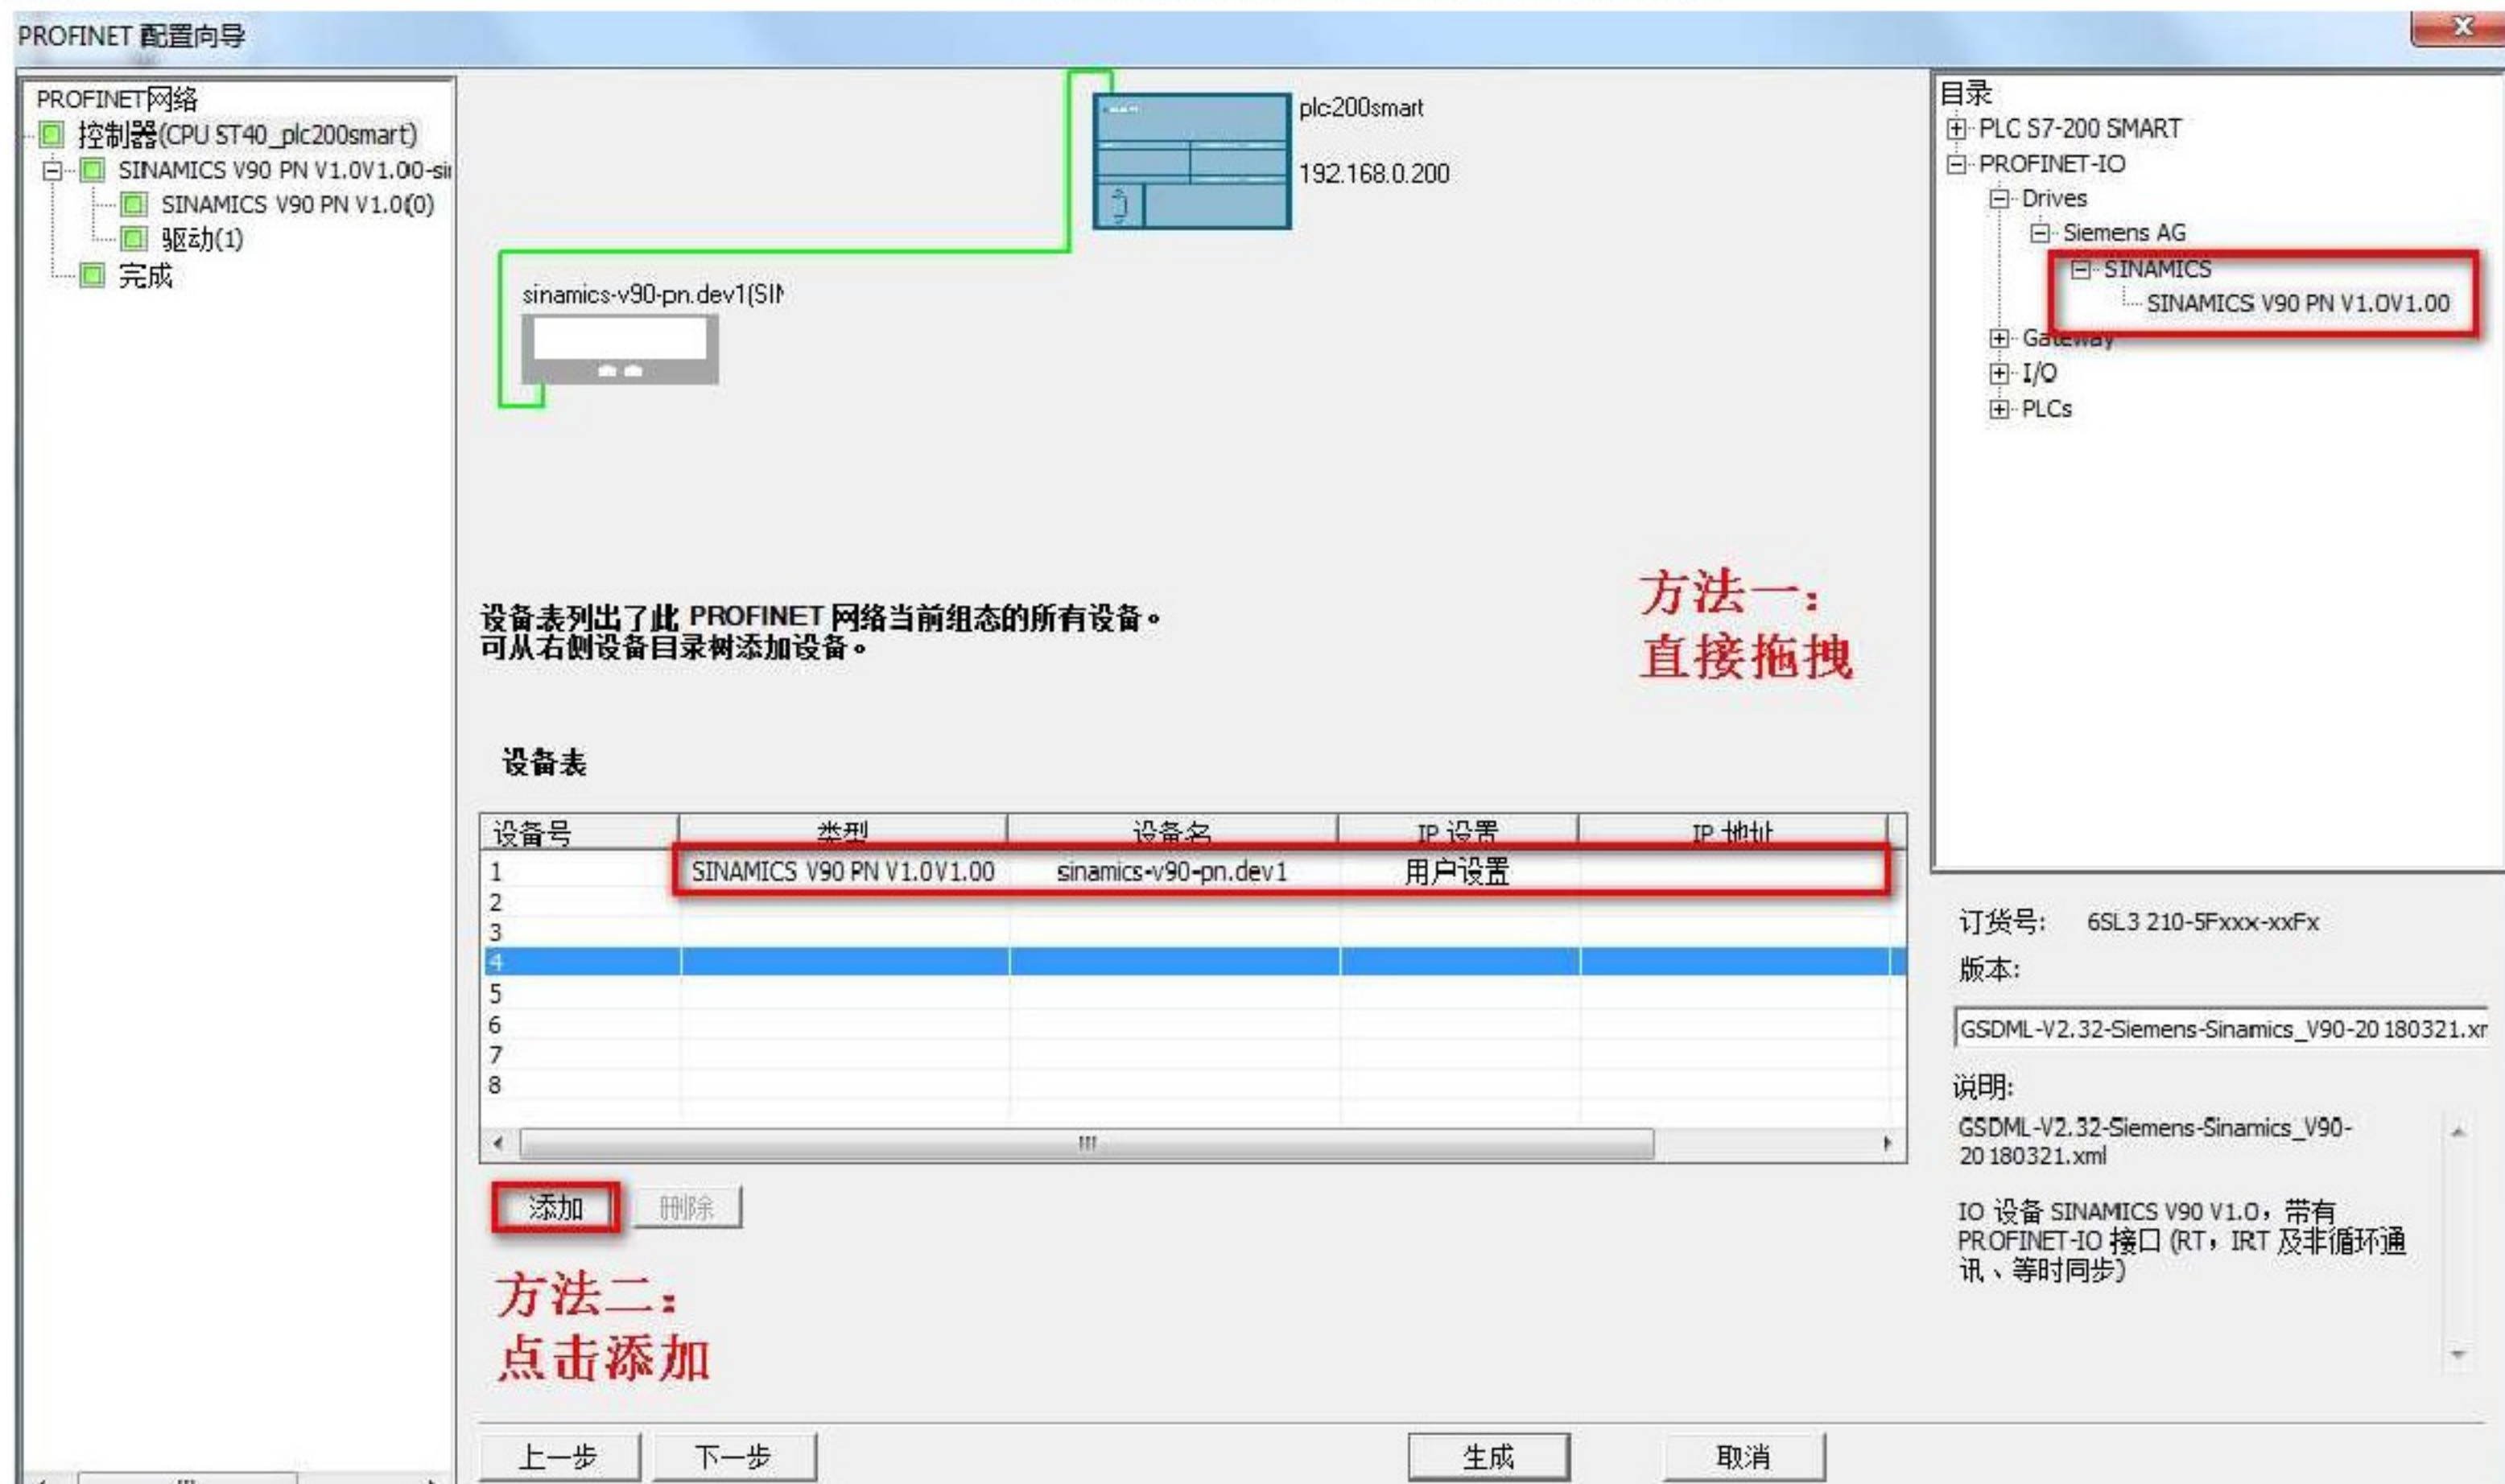 PROFINET 配置向导
PROFINET网络
控制器(CPU ST40_plc200smart)
SINAMICS V90 PN V1.0V1.00-sin
SINAMICS V90 PN V1.0(0)
驱动(1)
完成
plc200smart
192.168.0.200
sinamics-v90-pn.dev1(SIN
设备表列出了此 PROFINET 网络当前组态的所有设备。
可从右侧设备目录树添加设备。
方法一：
直接拖拽
设备表
设备号 类型 设备名 IP 设置 IP 地址
1 SINAMICS V90 PN V1.0V1.00 sinamics-v90-pn.dev1 用户设置
2
3
4
5
6
7
8
添加 删除
方法二：
点击添加
上一步 下一步 生成 取消
目录
PLC S7-200 SMART
PROFINET-IO
Drives
Siemens AG
SINAMICS
SINAMICS V90 PN V1.0V1.00
Gateway
I/O
PLCs
订货号: 6SL3 210-5Fxxx-xxFx
版本:
GSDML-V2.32-Siemens-Sinamics_V90-20180321.xm
说明:
GSDML-V2.32-Siemens-Sinamics_V90-
20180321.xml
IO 设备 SINAMICS V90 V1.0，带有
PROFINET-IO 接口 (RT，IRT 及非循环通
讯、等时同步)